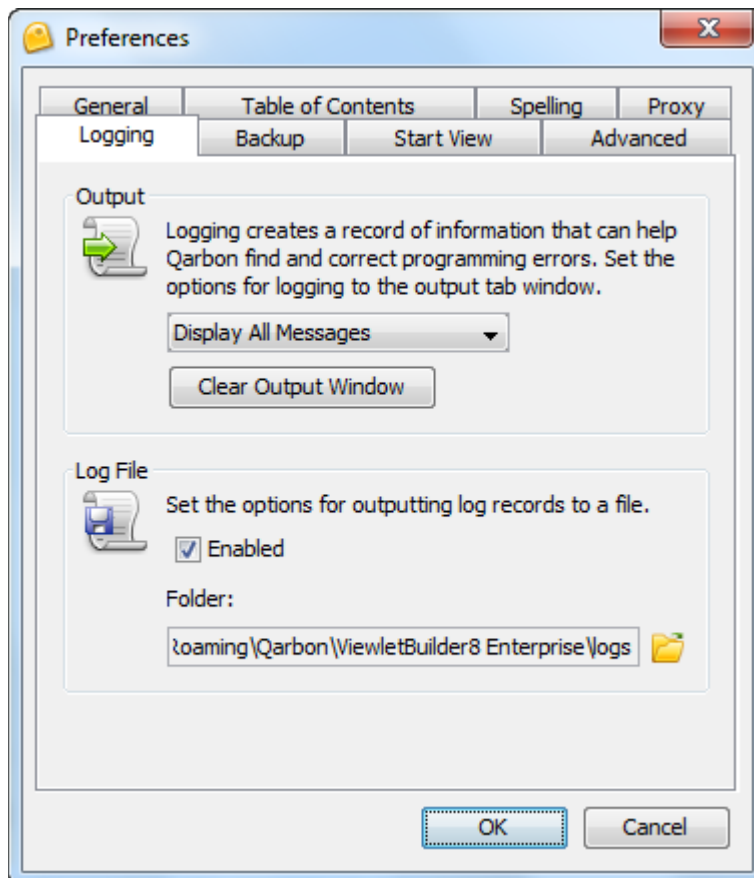 Preferences
General Table of Contents Spelling Proxy
Logging Backup Start View Advanced
Output
Logging creates a record of information that can help
Qarbon find and correct programming errors. Set the
options for logging to the output tab window.
Display All Messages
Clear Output Window
Log File
Set the options for outputting log records to a file.
Enabled
Folder:
oaming\Qarbon\ViewletBuilder8 Enterprise\logs
OK Cancel